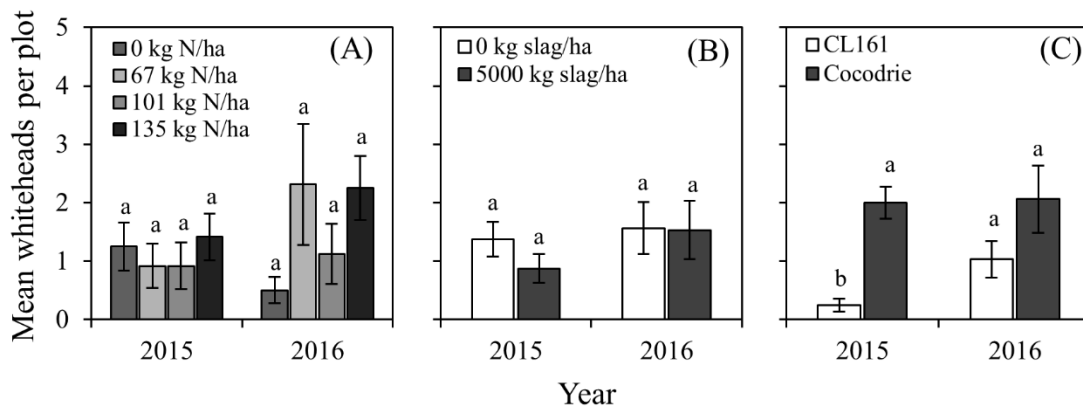 Mean whiteheads per plot
5
4
3
2
1
0
0 kg N/ha
67 kg N/ha
101 kg N/ha
135 kg N/ha
(A)
a
a
a
a
a
a
a
a
2015
2016
0 kg slag/ha
5000 kg slag/ha
(B)
a
a
a
a
2015
2016
CL161
Cocodrie
(C)
b
a
a
a
2015
2016
Year